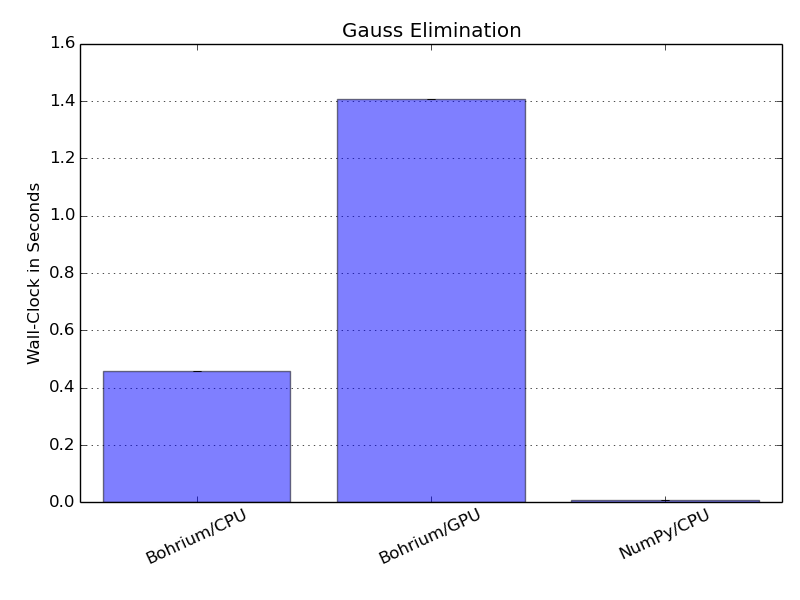 Gauss Elimination
1.6
1.4
1.2
1.0
0.8
0.6
0.4
0.2
0.0
Wall-Clock in Seconds
Bohrium/CPU
Bohrium/GPU
NumPy/CPU